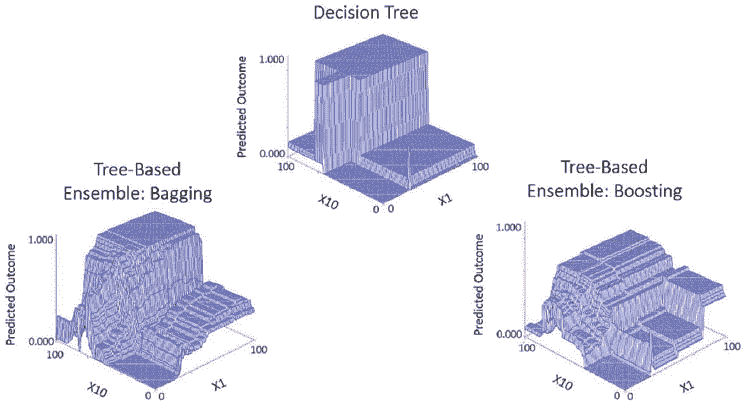 Decision Tree
1.000
Predicted Outcome
0.000
100
X10
0
0
X1
100
Tree-Based
Ensemble: Bagging
1.000
Predicted Outcome
0.000
100
X10
0
0
X1
100
Tree-Based
Ensemble: Boosting
1.000
Predicted Outcome
0.000
100
X10
0
0
X1
100